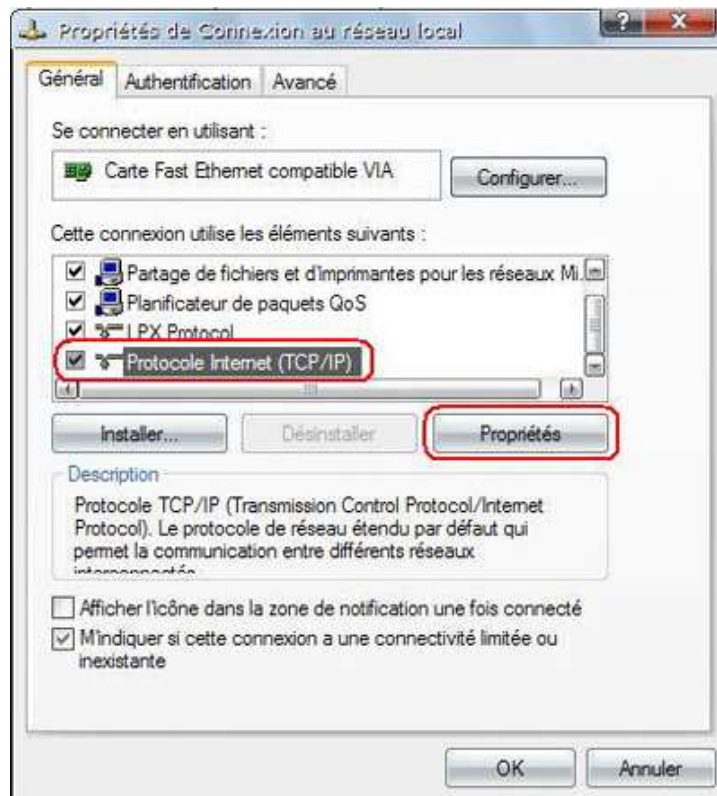 Propriétés de Connexion au réseau local
Général
Authentification
Avancé
Se connecter en utilisant :
Carte Fast Ethernet compatible VIA
Configurer...
Cette connexion utilise les éléments suivants :
Partage de fichiers et d'imprimantes pour les réseaux Mi
Planificateur de paquets QoS
LPX Protocol
Protocole Internet (TCP/IP)
Installer...
Désinstaller
Propriétés
Description
Protocole TCP/IP (Transmission Control Protocol/Internet
Protocol). Le protocole de réseau étendu par défaut qui
permet la communication entre différents réseaux
interconnectés
Afficher l'icône dans la zone de notification une fois connecté
M'indiquer si cette connexion a une connectivité limitée ou
inexistante
OK
Annuler